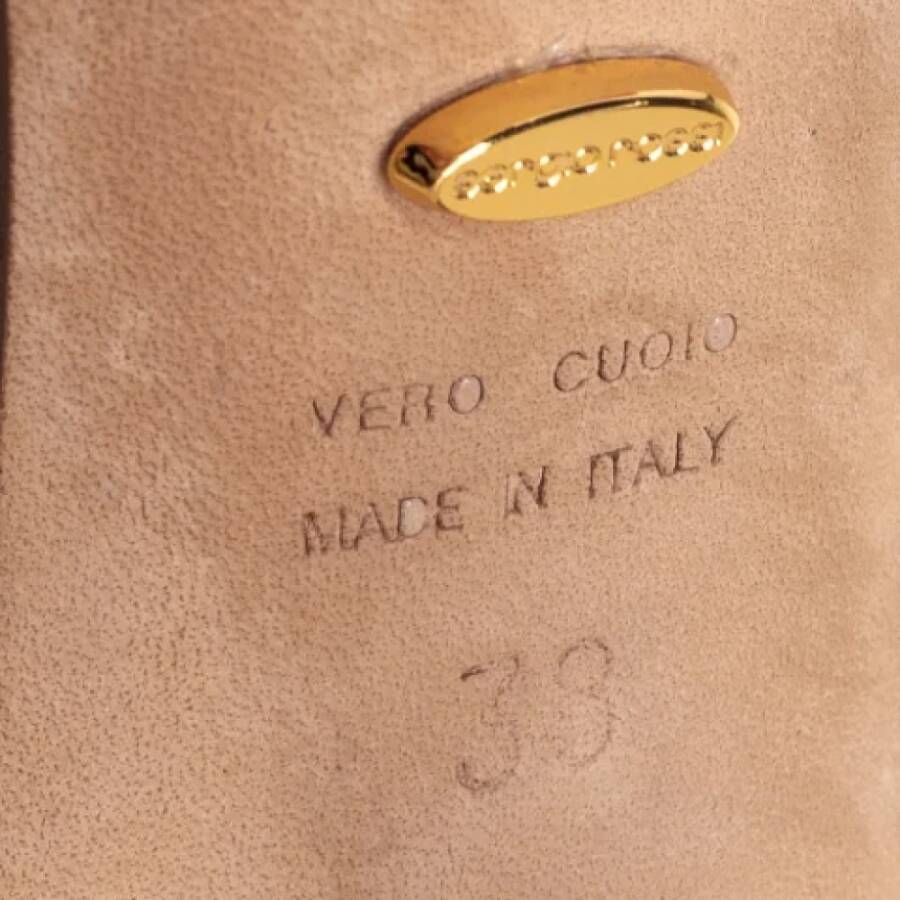 sergio rossi
VERO CUOIO
MADE IN ITALY
38